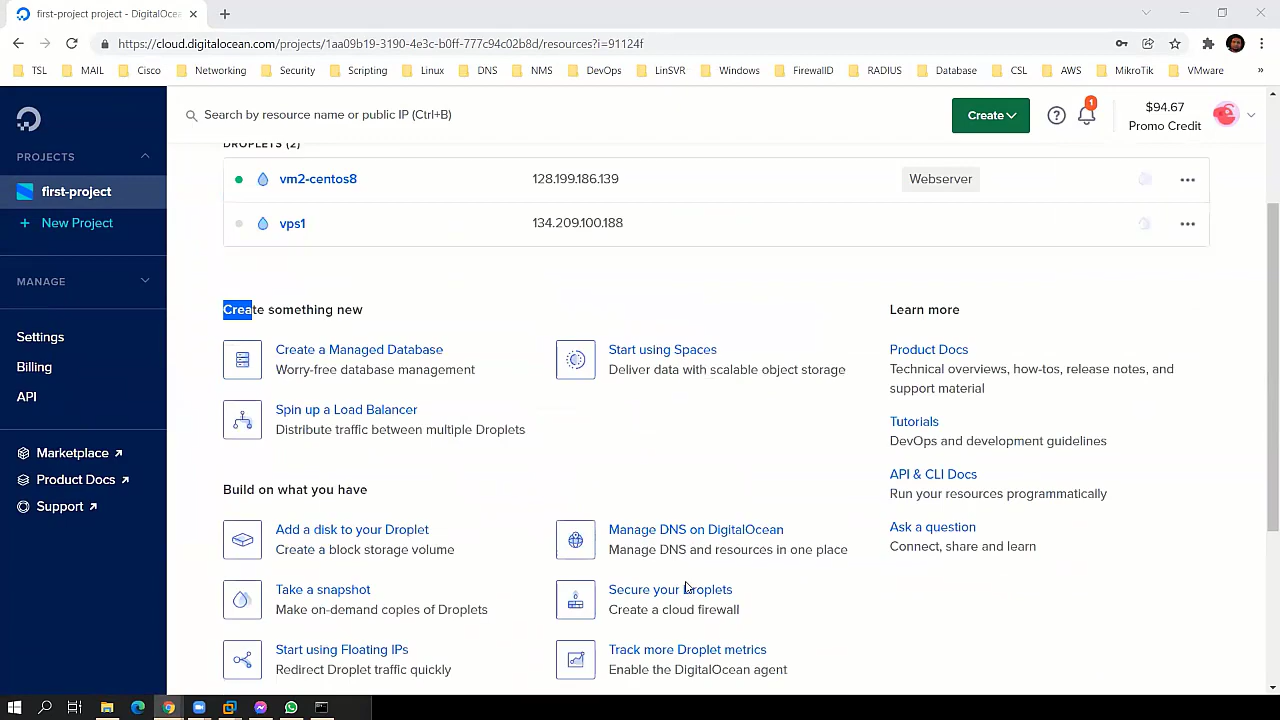 first-project project - DigitalOcea
https://cloud.digitalocean.com/projects/1aa09b19-3190-4e3c-b0ff-777c94c02b8d/resources?i=91124f
TSL MAIL Cisco Networking Security Scripting Linux DNS NMS DevOps LinSVR Windows FirewallD RADIUS Database CSL AWS MikroTik VMware »
Search by resource name or public IP (Ctrl+B)
Create
1
$94.67
Promo Credit
PROJECTS
first-project
+ New Project
MANAGE
Settings
Billing
API
Marketplace
Product Docs
Support
DROPLETS (2)
vm2-centos8 128.199.186.139 Webserver
vps1 134.209.100.188
Create something new
Create a Managed Database
Worry-free database management
Start using Spaces
Deliver data with scalable object storage
Spin up a Load Balancer
Distribute traffic between multiple Droplets
Build on what you have
Add a disk to your Droplet
Create a block storage volume
Manage DNS on DigitalOcean
Manage DNS and resources in one place
Take a snapshot
Make on-demand copies of Droplets
Secure your Droplets
Create a cloud firewall
Start using Floating IPs
Redirect Droplet traffic quickly
Track more Droplet metrics
Enable the DigitalOcean agent
Learn more
Product Docs
Technical overviews, how-tos, release notes, and
support material
Tutorials
DevOps and development guidelines
API & CLI Docs
Run your resources programmatically
Ask a question
Connect, share and learn